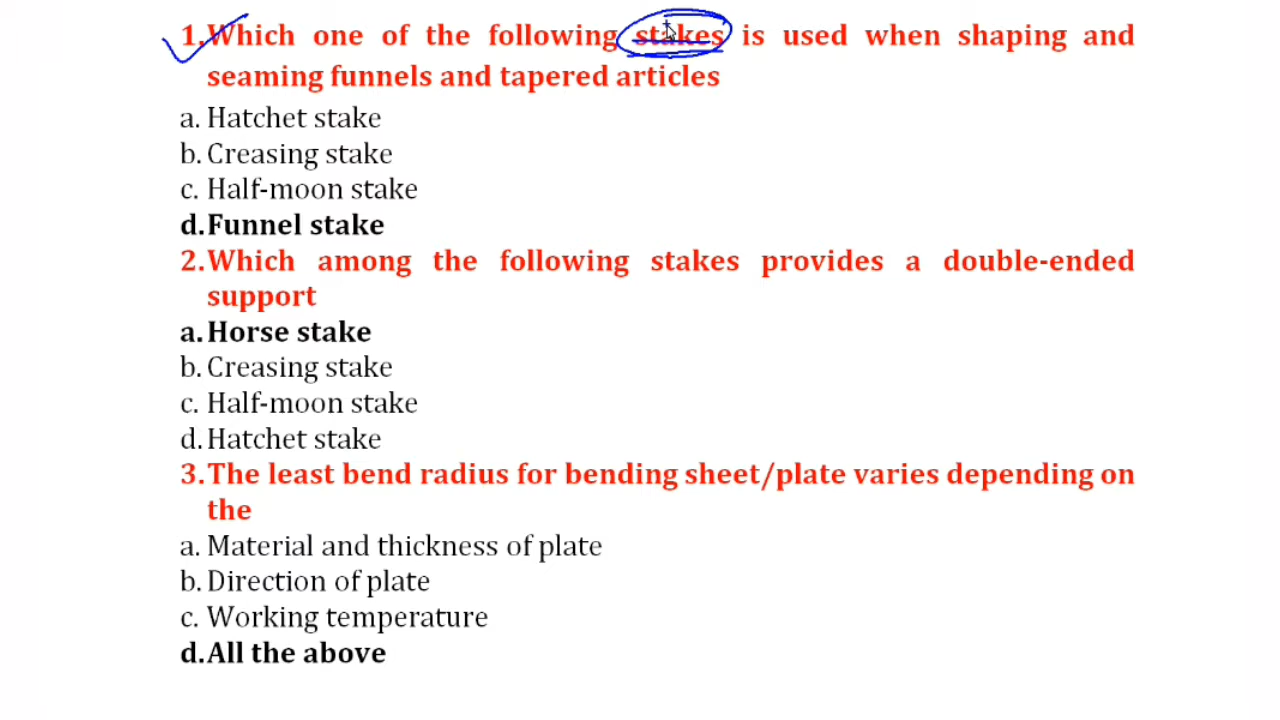 1. Which one of the following stakes is used when shaping and
seaming funnels and tapered articles
a. Hatchet stake
b. Creasing stake
c. Half-moon stake
d. Funnel stake
2. Which among the following stakes provides a double-ended
support
a. Horse stake
b. Creasing stake
c. Half-moon stake
d. Hatchet stake
3. The least bend radius for bending sheet/plate varies depending on
the
a. Material and thickness of plate
b. Direction of plate
c. Working temperature
d. All the above